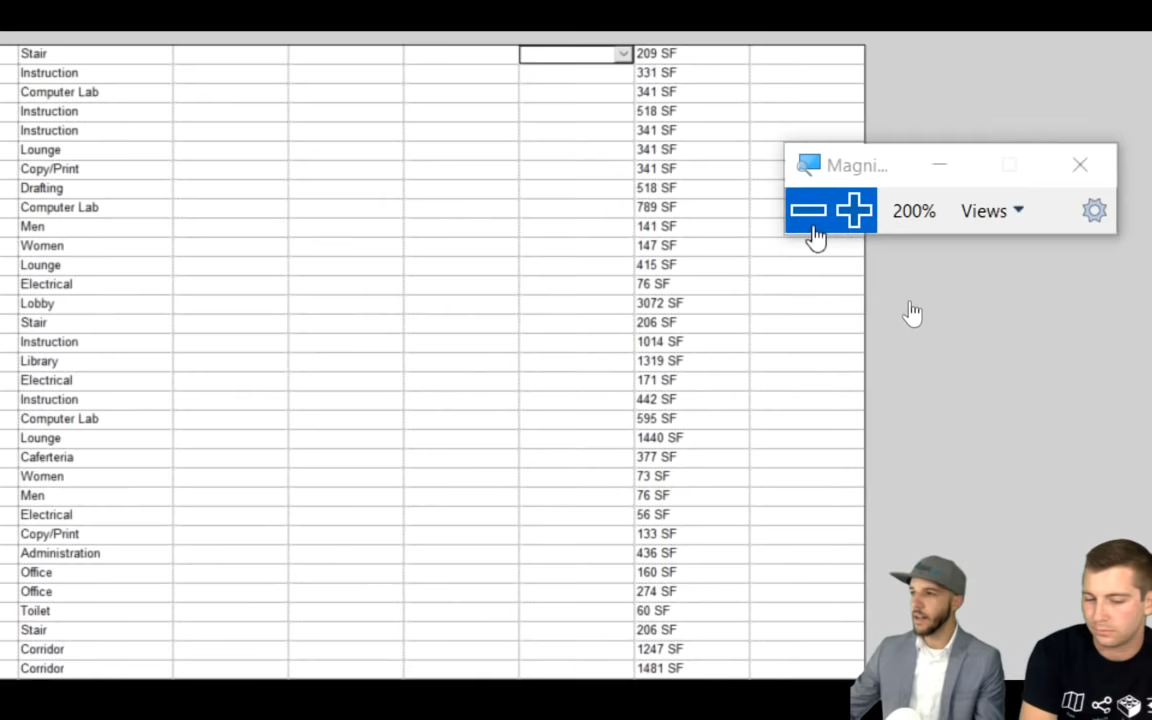 Stair 209 SF
Instruction 331 SF
Computer Lab 341 SF
Instruction 518 SF
Instruction 341 SF
Lounge 341 SF
Copy/Print 341 SF
Drafting 518 SF
Computer Lab 789 SF
Men 141 SF
Women 147 SF
Lounge 415 SF
Electrical 76 SF
Lobby 3072 SF
Stair 206 SF
Instruction 1014 SF
Library 1319 SF
Electrical 171 SF
Instruction 442 SF
Computer Lab 595 SF
Lounge 1440 SF
Caferteria 377 SF
Women 73 SF
Men 76 SF
Electrical 56 SF
Copy/Print 133 SF
Administration 436 SF
Office 160 SF
Office 274 SF
Toilet 60 SF
Stair 206 SF
Corridor 1247 SF
Corridor 1481 SF
Magni...
200% Views